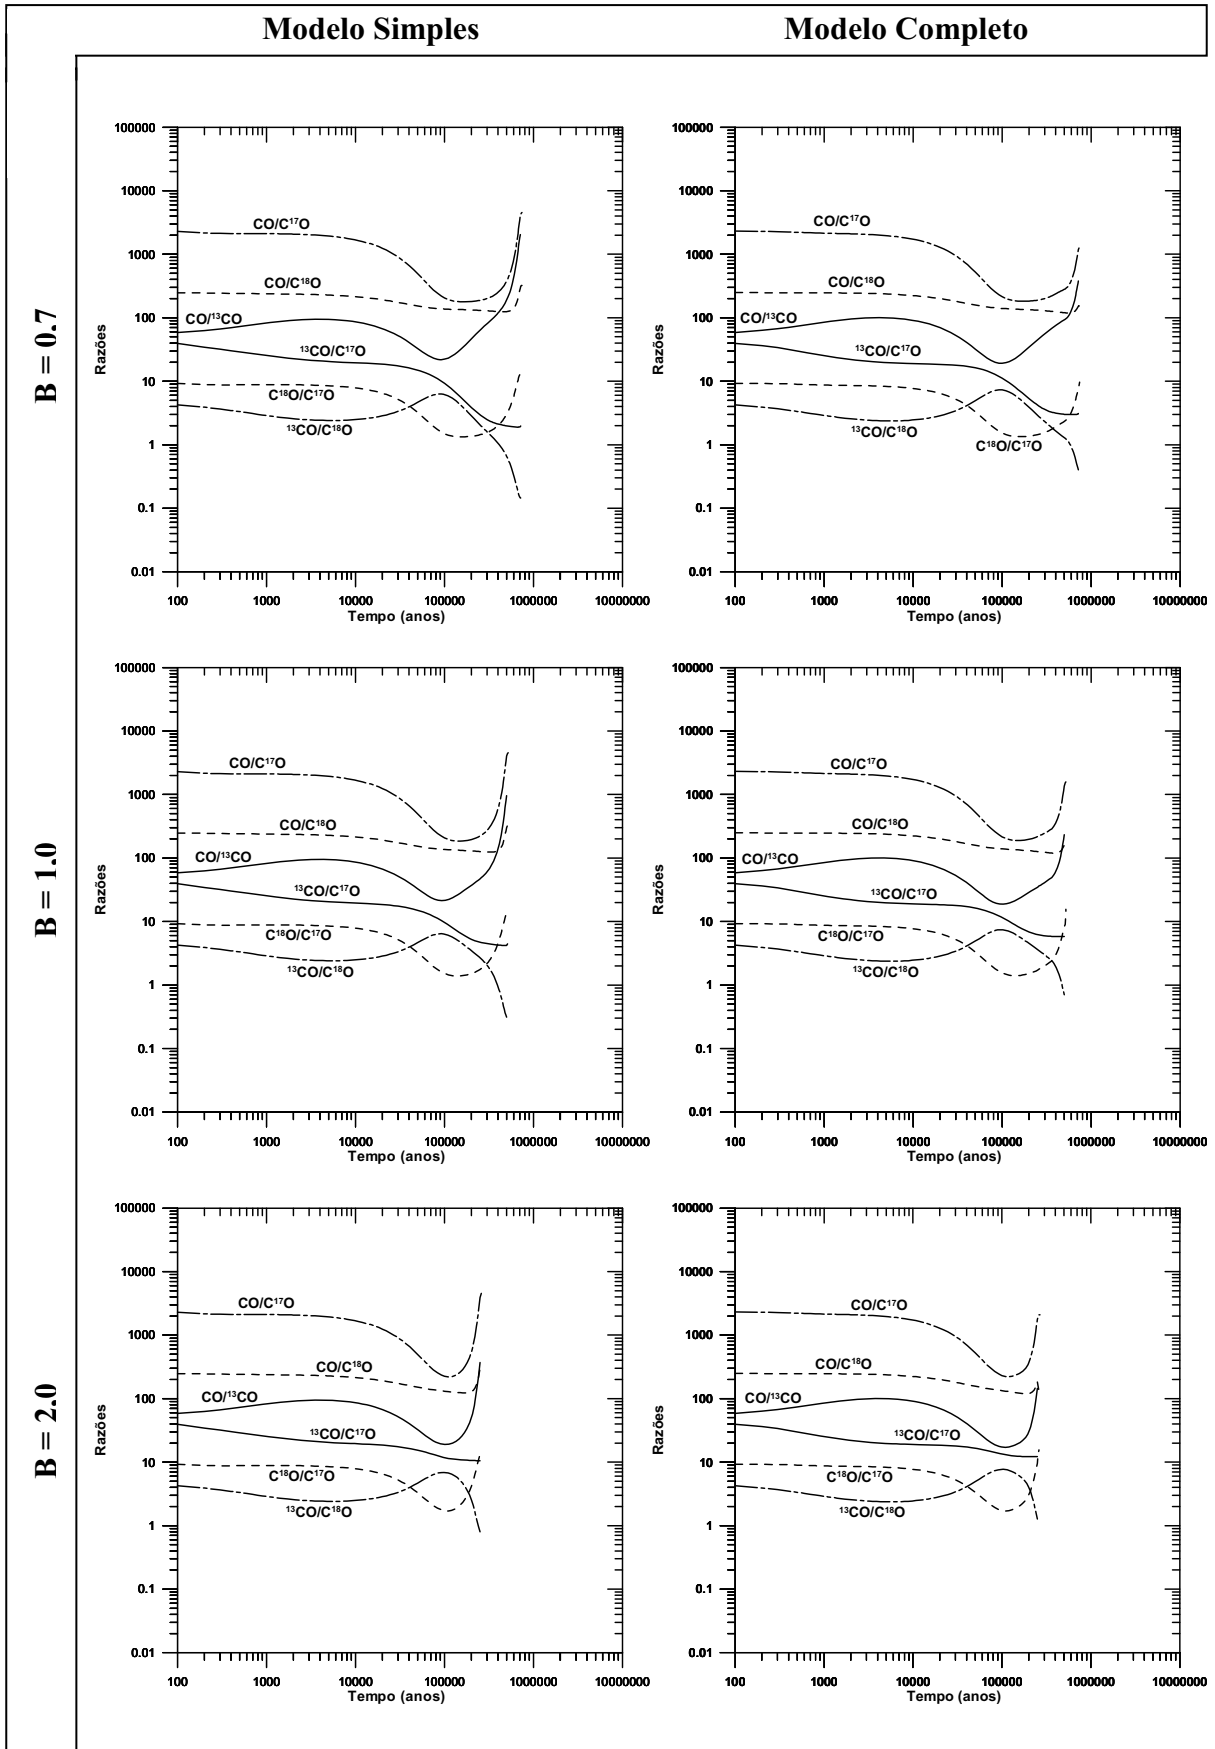 Modelo Simples
Modelo Completo
B = 0.7
100000
10000
1000
100
10
1
0.1
0.01
Razões
CO/C¹⁷O
CO/C¹⁸O
CO/¹³CO
¹³CO/C¹⁷O
C¹⁸O/C¹⁷O
¹³CO/C¹⁸O
100
1000
10000
100000
1000000
10000000
Tempo (anos)
100000
10000
1000
100
10
1
0.1
0.01
Razões
CO/C¹⁷O
CO/C¹⁸O
CO/¹³CO
¹³CO/C¹⁷O
¹³CO/C¹⁸O
C¹⁸O/C¹⁷O
100
1000
10000
100000
1000000
10000000
Tempo (anos)
B = 1.0
100000
10000
1000
100
10
1
0.1
0.01
Razões
CO/C¹⁷O
CO/C¹⁸O
CO/¹³CO
¹³CO/C¹⁷O
C¹⁸O/C¹⁷O
¹³CO/C¹⁸O
100
1000
10000
100000
1000000
10000000
Tempo (anos)
100000
10000
1000
100
10
1
0.1
0.01
Razões
CO/C¹⁷O
CO/C¹⁸O
CO/¹³CO
¹³CO/C¹⁷O
C¹⁸O/C¹⁷O
¹³CO/C¹⁸O
100
1000
10000
100000
1000000
10000000
Tempo (anos)
B = 2.0
100000
10000
1000
100
10
1
0.1
0.01
Razões
CO/C¹⁷O
CO/C¹⁸O
CO/¹³CO
¹³CO/C¹⁷O
C¹⁸O/C¹⁷O
¹³CO/C¹⁸O
100
1000
10000
100000
1000000
10000000
Tempo (anos)
100000
10000
1000
100
10
1
0.1
0.01
Razões
CO/C¹⁷O
CO/C¹⁸O
CO/¹³CO
¹³CO/C¹⁷O
C¹⁸O/C¹⁷O
¹³CO/C¹⁸O
100
1000
10000
100000
1000000
10000000
Tempo (anos)